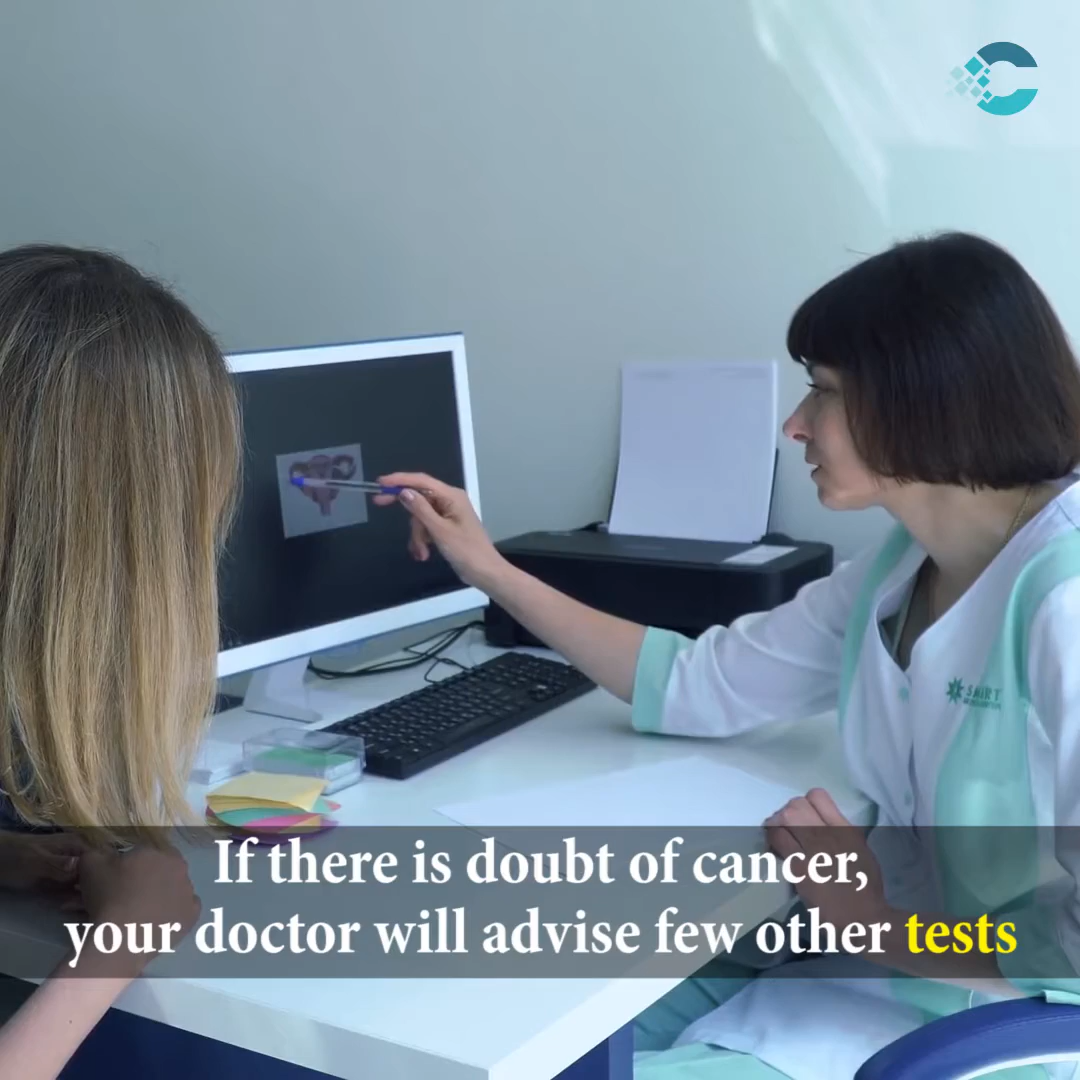 If there is doubt of cancer,
your doctor will advise few other tests